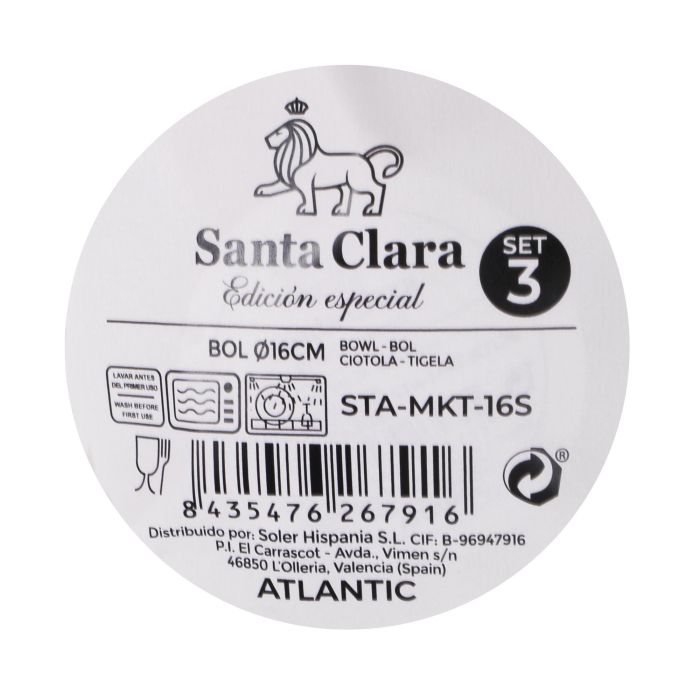 Santa Clara
Edición especial
SET
3
BOL Ø16CM
BOWL - BOL
CIOTOLA - TIGELA
LAVAR ANTES
DEL PRIMER USO
WASH BEFORE
FIRST USE
STA-MKT-16S
8 435476 267916
®
Distribuido por: Soler Hispania S.L. CIF: B-96947916
P.I. El Carrascot - Avda., Vimen s/n
46850 L'Olleria, Valencia (Spain)
ATLANTIC